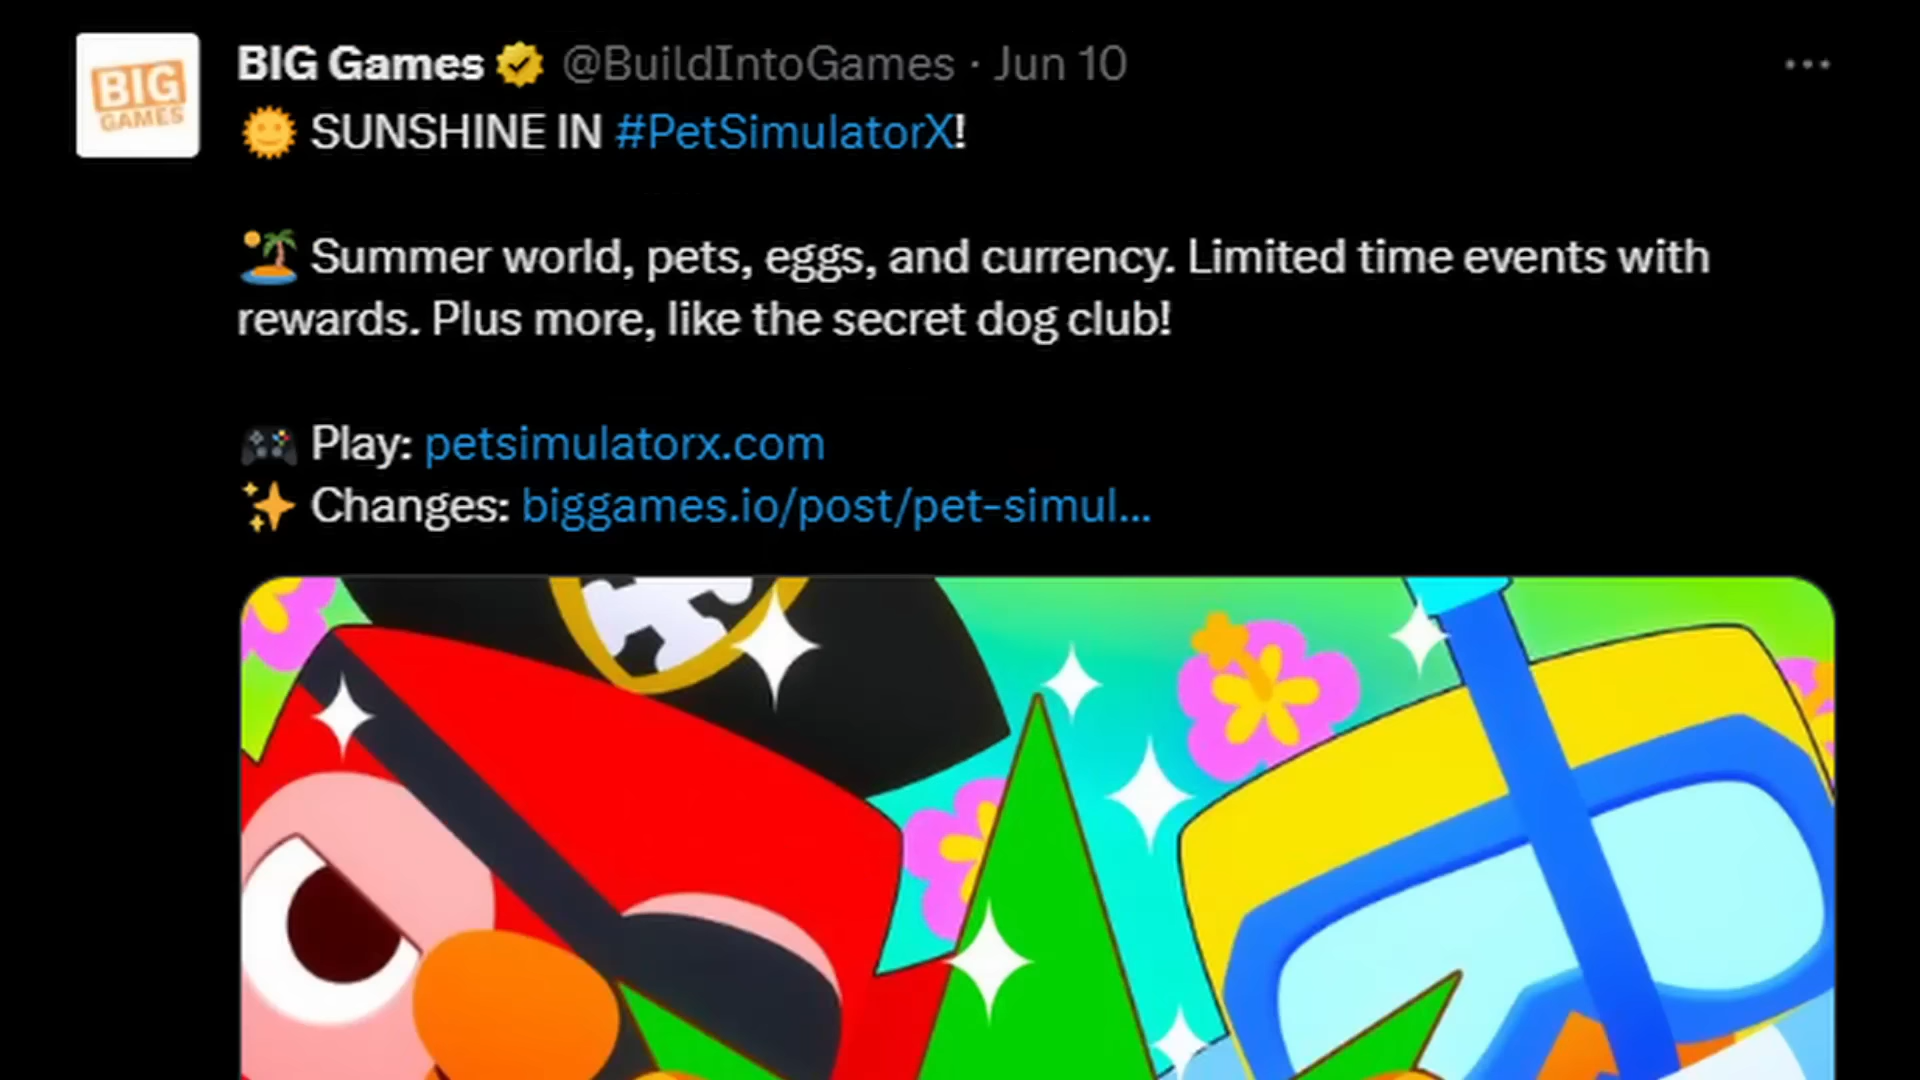 BIG
GAMES
BIG Games @BuildIntoGames · Jun 10
SUNSHINE IN #PetSimulatorX!
Summer world, pets, eggs, and currency. Limited time events with
rewards. Plus more, like the secret dog club!
Play: petsimulatorx.com
Changes: biggames.io/post/pet-simul...